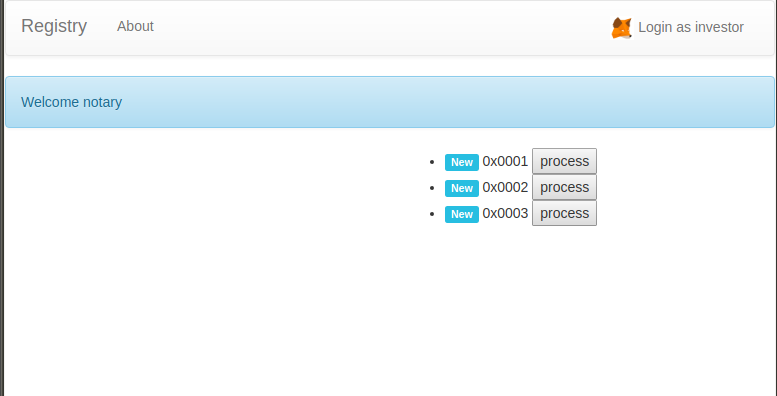 Registry About Login as investor
Welcome notary
New 0x0001 process
New 0x0002 process
New 0x0003 process